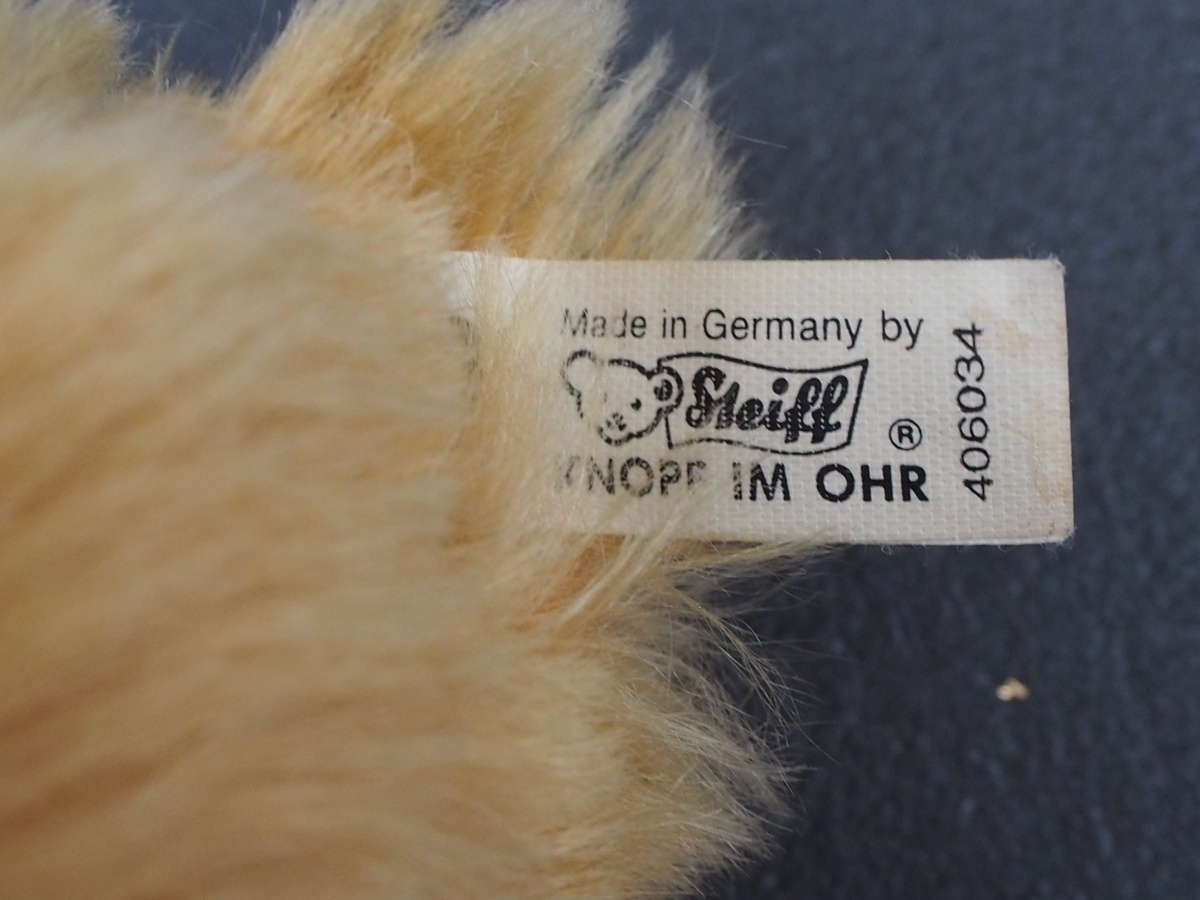 Made in Germany by
Steiff
®
KNOPF IM OHR
406034